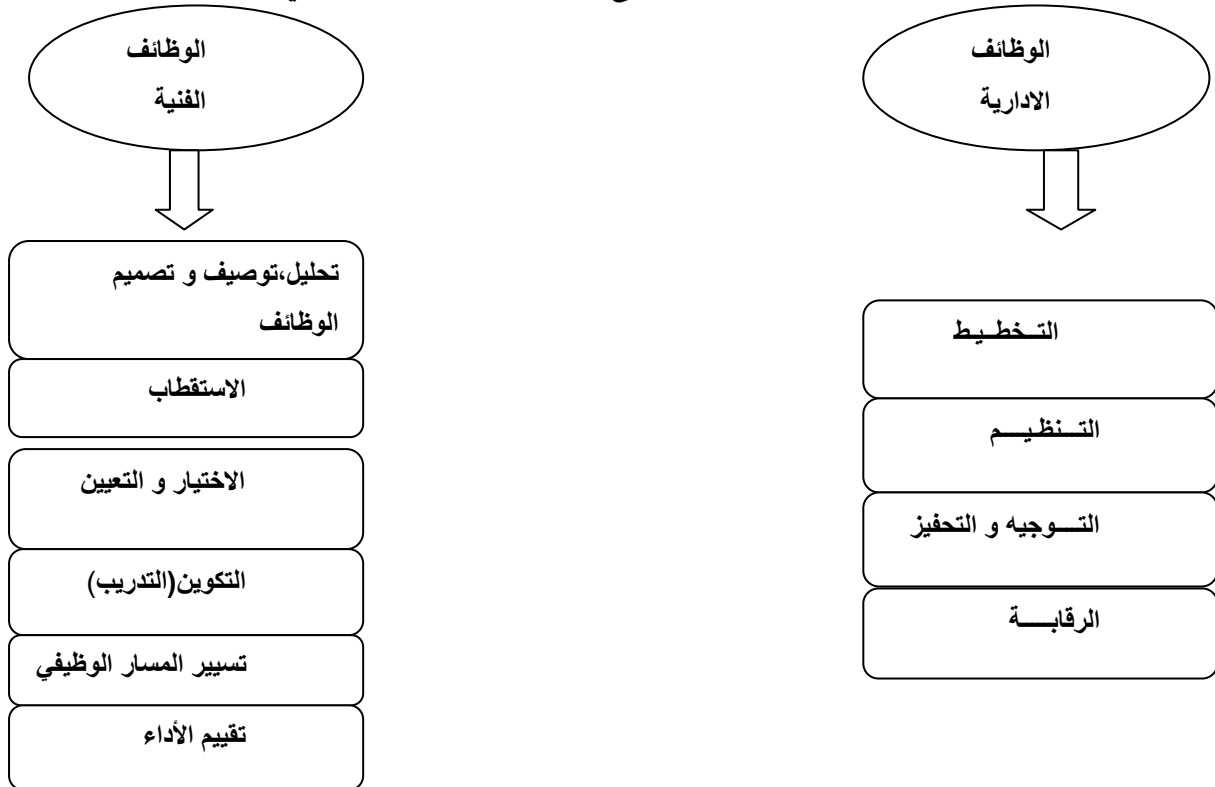 الوظائف
الادارية
التخطيط
التنظيم
التوجيه و التحفيز
الرقابة
الوظائف
الفنية
تحليل،توصيف و تصميم
الوظائف
الاستقطاب
الاختيار و التعيين
التكوين(التدريب)
تسيير المسار الوظيفي
تقييم الأداء